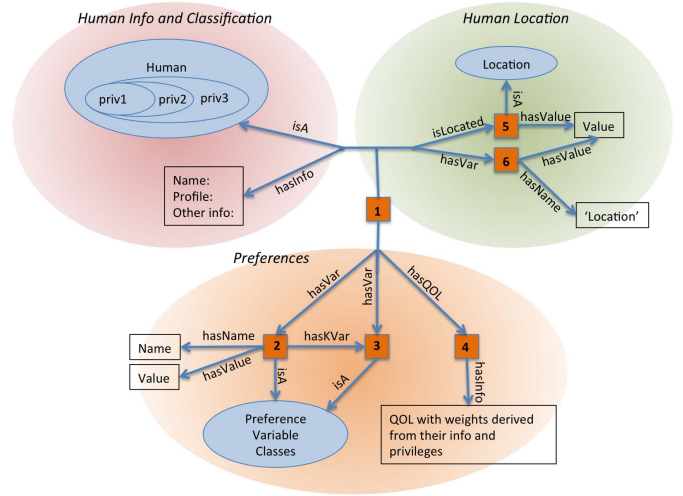 Human Info and Classification
Human Location
Human
priv1
priv2
priv3
isA
hasInfo
Name:
Profile:
Other info:
Location
isA
isLocated
5
hasValue
Value
hasVar
6
hasValue
hasName
'Location'
1
Preferences
hasVar
hasVar
hasQOL
Name
hasName
2
hasKVar
3
4
Value
hasValue
isA
isA
hasInfo
Preference
Variable
Classes
QOL with weights derived
from their info and
privileges